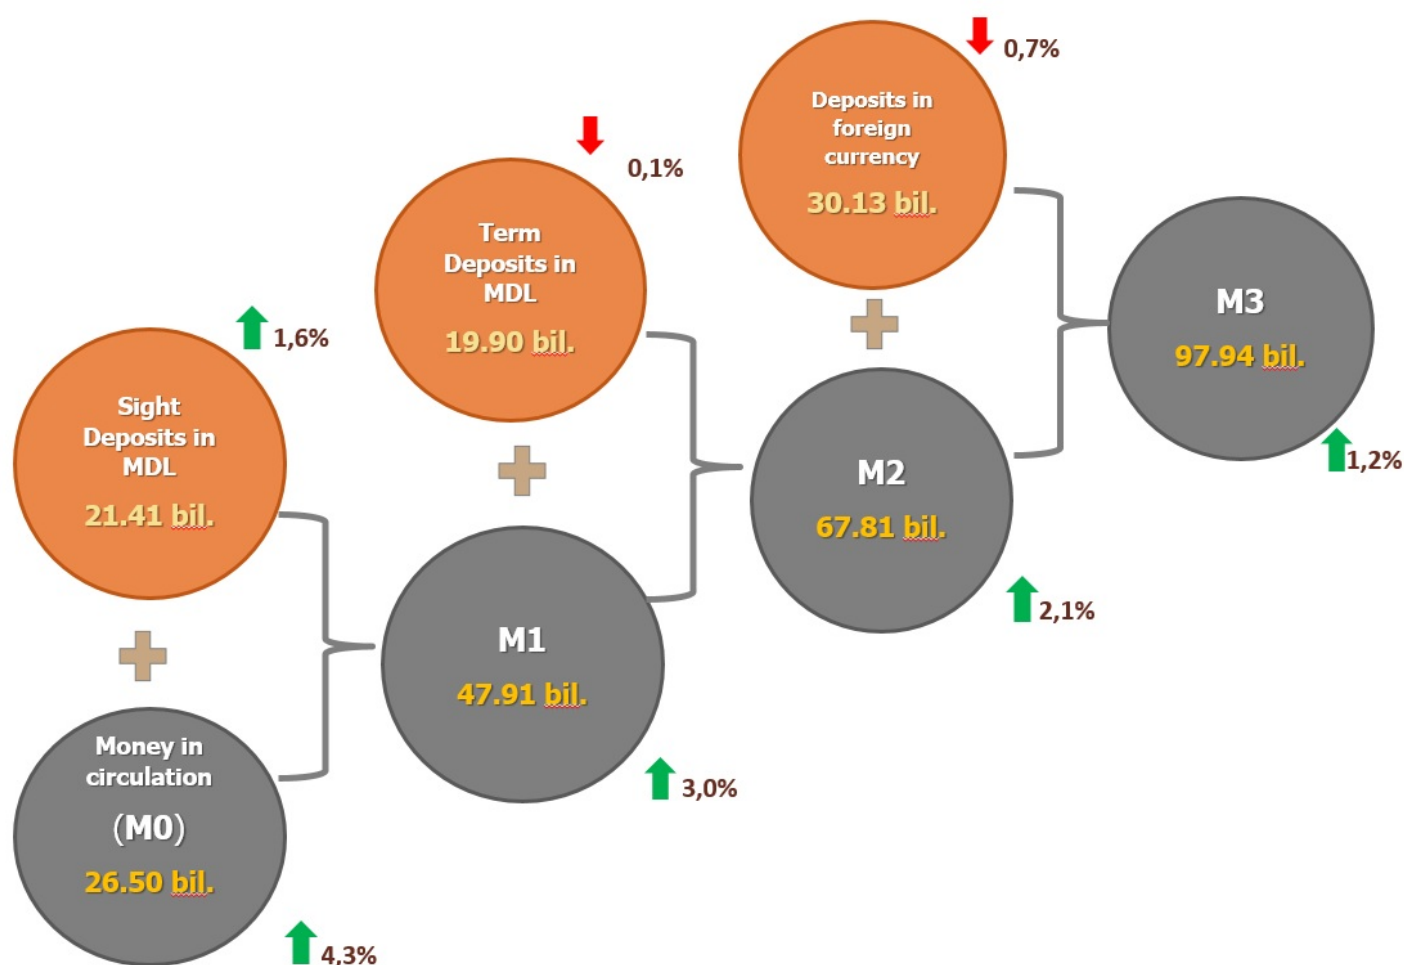 Sight
Deposits in
MDL
21.41 bil.
1,6%
Money in
circulation
(M0)
26.50 bil.
4,3%
Term
Deposits in
MDL
19.90 bil.
0,1%
M1
47.91 bil.
3,0%
Deposits in
foreign
currency
30.13 bil.
0,7%
M2
67.81 bil.
2,1%
M3
97.94 bil.
1,2%